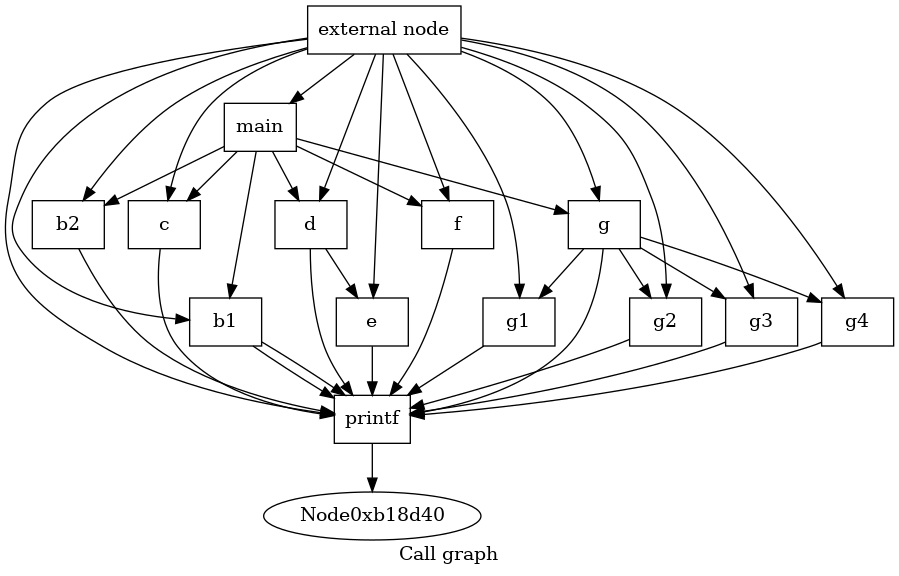 external node
main
b2
c
d
f
g
b1
e
g1
g2
g3
g4
printf
Node0xb18d40
Call graph